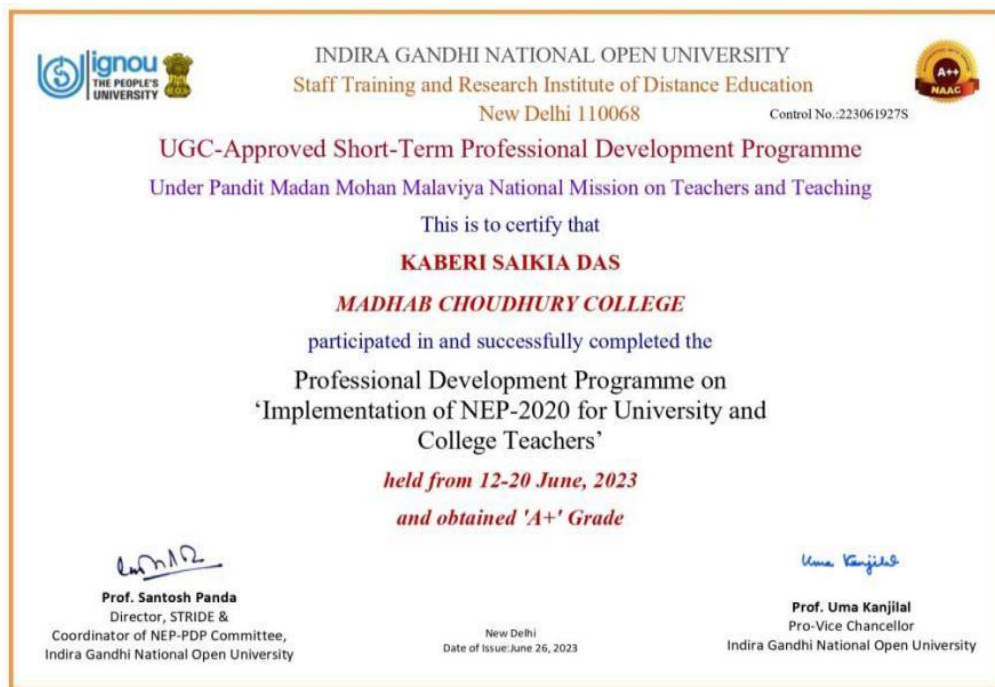 ignou
THE PEOPLE'S
UNIVERSITY
INDIRA GANDHI NATIONAL OPEN UNIVERSITY
Staff Training and Research Institute of Distance Education
New Delhi 110068
A++
NAAC
Control No.:223061927S
UGC-Approved Short-Term Professional Development Programme
Under Pandit Madan Mohan Malaviya National Mission on Teachers and Teaching
This is to certify that
KABERI SAIKIA DAS
MADHAB CHOUDHURY COLLEGE
participated in and successfully completed the
Professional Development Programme on
‘Implementation of NEP-2020 for University and
College Teachers’
held from 12-20 June, 2023
and obtained 'A+' Grade
Prof. Santosh Panda
Director, STRIDE &
Coordinator of NEP-PDP Committee,
Indira Gandhi National Open University
New Delhi
Date of Issue:June 26, 2023
Uma Kanjilal
Prof. Uma Kanjilal
Pro-Vice Chancellor
Indira Gandhi National Open University